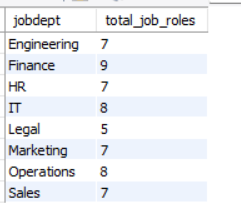 jobdept total_job_roles
Engineering 7
Finance 9
HR 7
IT 8
Legal 5
Marketing 7
Operations 8
Sales 7